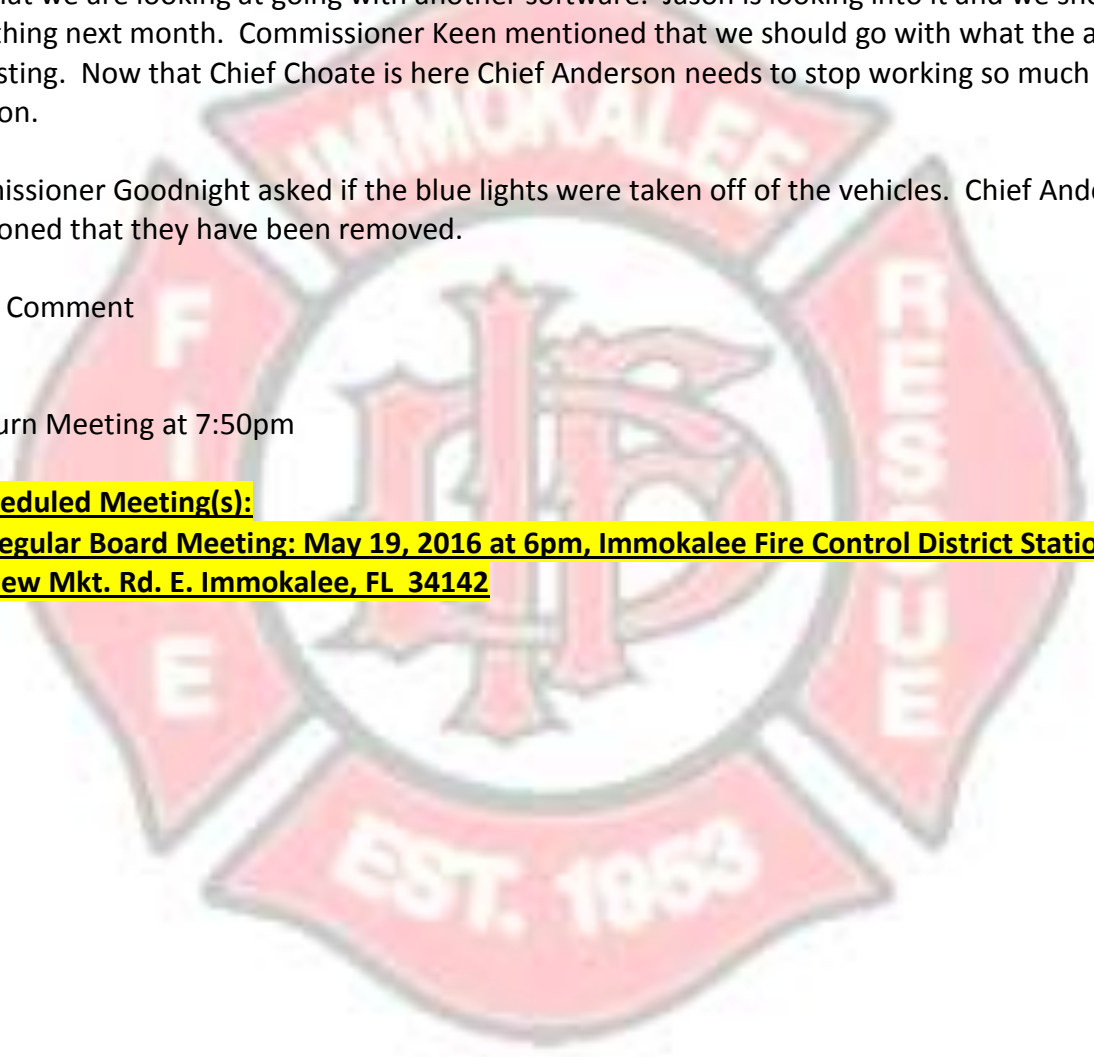 hat we are looking at going with another software. Jason is looking into it and we sho
thing next month. Commissioner Keen mentioned that we should go with what the a
sting. Now that Chief Choate is here Chief Anderson needs to stop working so much
on.
issioner Goodnight asked if the blue lights were taken off of the vehicles. Chief Ande
oned that they have been removed.
Comment
urn Meeting at 7:50pm
eduled Meeting(s):
egular Board Meeting: May 19, 2016 at 6pm, Immokalee Fire Control District Statio
ew Mkt. Rd. E. Immokalee, FL 34142
IMMOKALEE
FIRE
RESCUE
EST. 1953